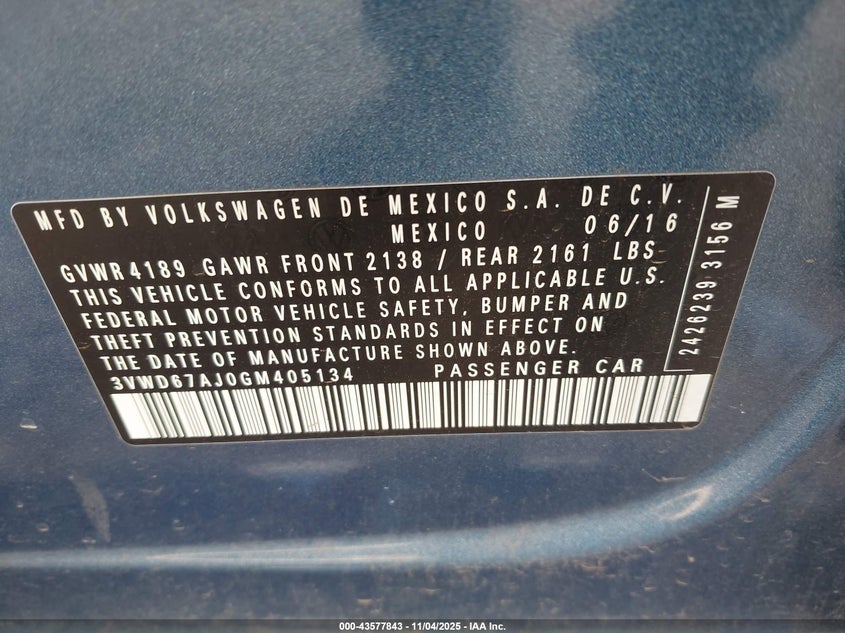 MFD BY VOLKSWAGEN DE MEXICO S.A. DE C.V.
MEXICO 06/16
GVWR 4189 GAWR FRONT 2138 / REAR 2161 LBS
THIS VEHICLE CONFORMS TO ALL APPLICABLE U.S.
FEDERAL MOTOR VEHICLE SAFETY, BUMPER AND
THEFT PREVENTION STANDARDS IN EFFECT ON
THE DATE OF MANUFACTURE SHOWN ABOVE.
3VWD67AJ0GM405134 PASSENGER CAR
2426239 3156 M
000-43577843 - 11/04/2025 - IAA Inc.